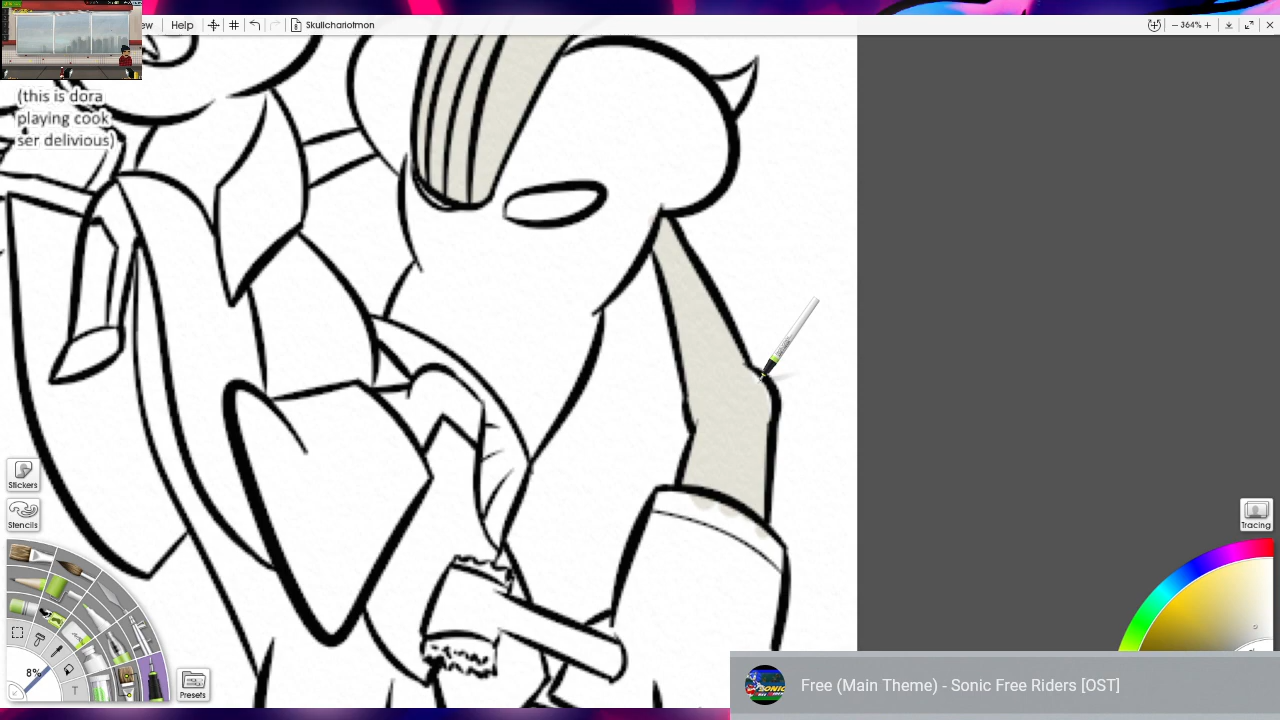 ew
Help
Skullchariotmon
364%
(this is dora
playing cook
ser delivious)
Stickers
Stencils
8%
T
Presets
Tracing
Free (Main Theme) - Sonic Free Riders [OST]